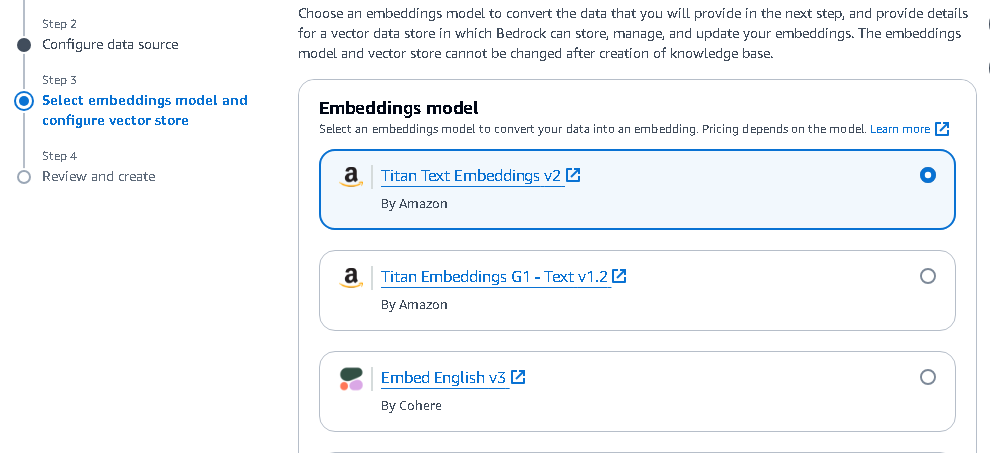 Step 2
Configure data source
Step 3
Select embeddings model and
configure vector store
Step 4
Review and create
Choose an embeddings model to convert the data that you will provide in the next step, and provide details
for a vector data store in which Bedrock can store, manage, and update your embeddings. The embeddings
model and vector store cannot be changed after creation of knowledge base.
Embeddings model
Select an embeddings model to convert your data into an embedding. Pricing depends on the model. Learn more
Titan Text Embeddings v2
By Amazon
Titan Embeddings G1 - Text v1.2
By Amazon
Embed English v3
By Cohere